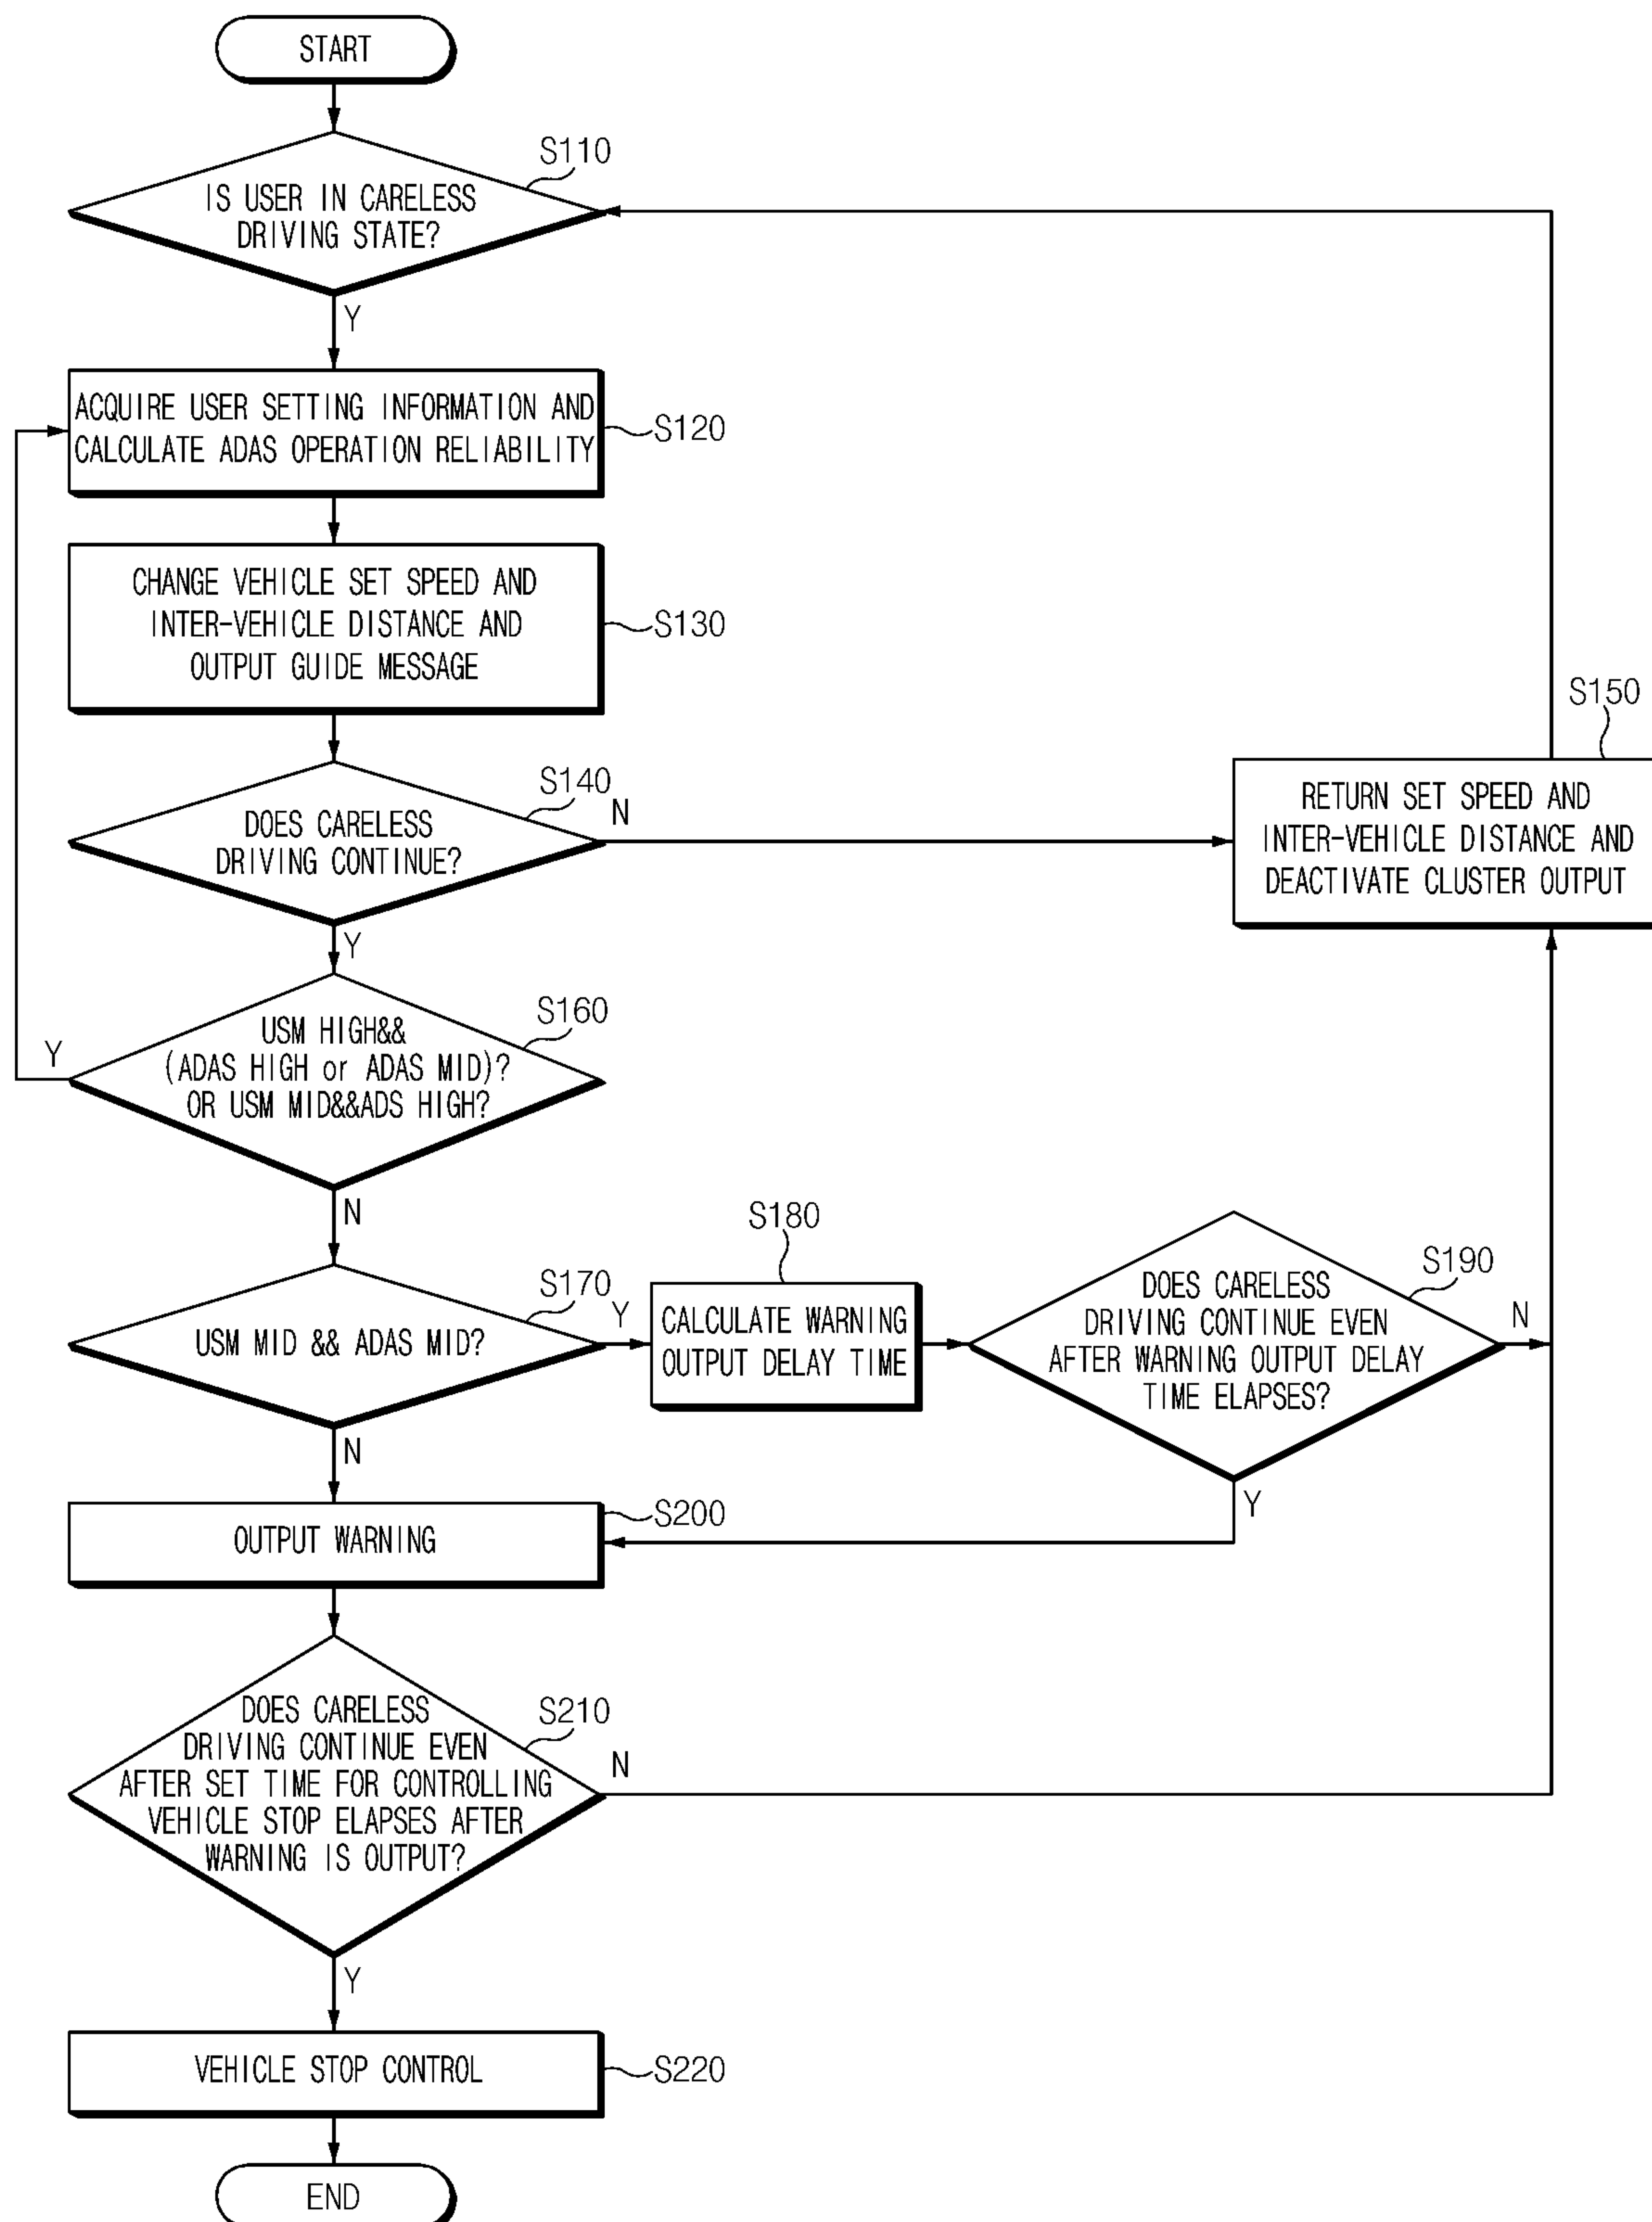 START
S110
IS USER IN CARELESS
DRIVING STATE?
Y
ACQUIRE USER SETTING INFORMATION AND
CALCULATE ADAS OPERATION RELIABILITY
S120
CHANGE VEHICLE SET SPEED AND
INTER-VEHICLE DISTANCE AND
OUTPUT GUIDE MESSAGE
S130
S140
DOES CARELESS
DRIVING CONTINUE?
N
Y
S150
RETURN SET SPEED AND
INTER-VEHICLE DISTANCE AND
DEACTIVATE CLUSTER OUTPUT
S160
USM HIGH&&
(ADAS HIGH or ADAS MID)?
OR USM MID&&ADS HIGH?
Y
N
S170
USM MID && ADAS MID?
Y
N
S180
CALCULATE WARNING
OUTPUT DELAY TIME
S190
DOES CARELESS
DRIVING CONTINUE EVEN
AFTER WARNING OUTPUT DELAY
TIME ELAPSES?
N
Y
OUTPUT WARNING
S200
S210
DOES CARELESS
DRIVING CONTINUE EVEN
AFTER SET TIME FOR CONTROLLING
VEHICLE STOP ELAPSES AFTER
WARNING IS OUTPUT?
N
Y
VEHICLE STOP CONTROL
S220
END